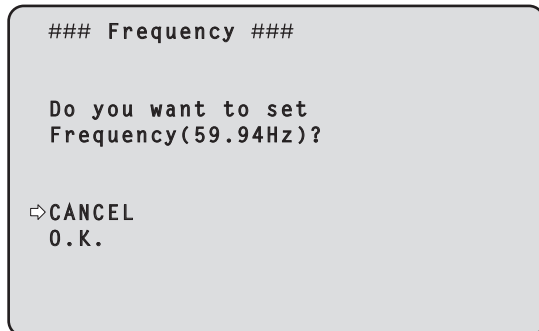 ### Frequency ###
Do you want to set
Frequency(59.94Hz)?
⇨CANCEL
O.K.